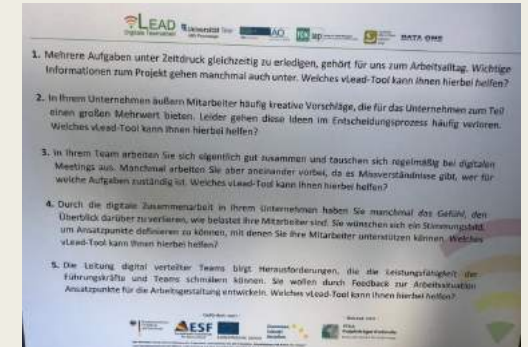 vLEAD
Digitale Teamarbeit
Universität Trier
AO
DATA ONE
1. Mehrere Aufgaben unter Zeitdruck gleichzeitig zu erledigen, gehört für uns zum Arbeitsalltag. Wichtige
Informationen zum Projekt gehen manchmal auch unter. Welches vLead-Tool kann Ihnen hierbei helfen?
2. In Ihrem Unternehmen äußern Mitarbeiter häufig kreative Vorschläge, die für das Unternehmen zum Teil
einen großen Mehrwert bieten. Leider gehen diese Ideen im Entscheidungsprozess häufig verloren.
Welches vLead-Tool kann Ihnen hierbei helfen?
3. In Ihrem Team arbeiten Sie sich eigentlich gut zusammen und tauschen sich regelmäßig bei digitalen
Meetings aus. Manchmal arbeiten Sie aber aneinander vorbei, da es Missverständnisse gibt, wer für
welche Aufgaben zuständig ist. Welches vLead-Tool kann Ihnen hierbei helfen?
4. Durch die digitale Zusammenarbeit in Ihrem Unternehmen haben Sie manchmal das Gefühl, den
Überblick darüber zu verlieren, wie belastet Ihre Mitarbeiter sind. Sie wünschen sich ein Stimmungsbild,
um Ansatzpunkte definieren zu können, mit denen Sie Ihre Mitarbeiter unterstützen können. Welches
vLead-Tool kann Ihnen hierbei helfen?
5. Die Leitung digital verteilter Teams birgt Herausforderungen, die die Leistungsfähigkeit der
Führungskräfte und Teams schmälern können. Sie wollen durch Feedback zur Arbeitssituation
Ansatzpunkte für die Arbeitsgestaltung entwickeln. Welches vLead-Tool kann Ihnen hierbei helfen?
ESF